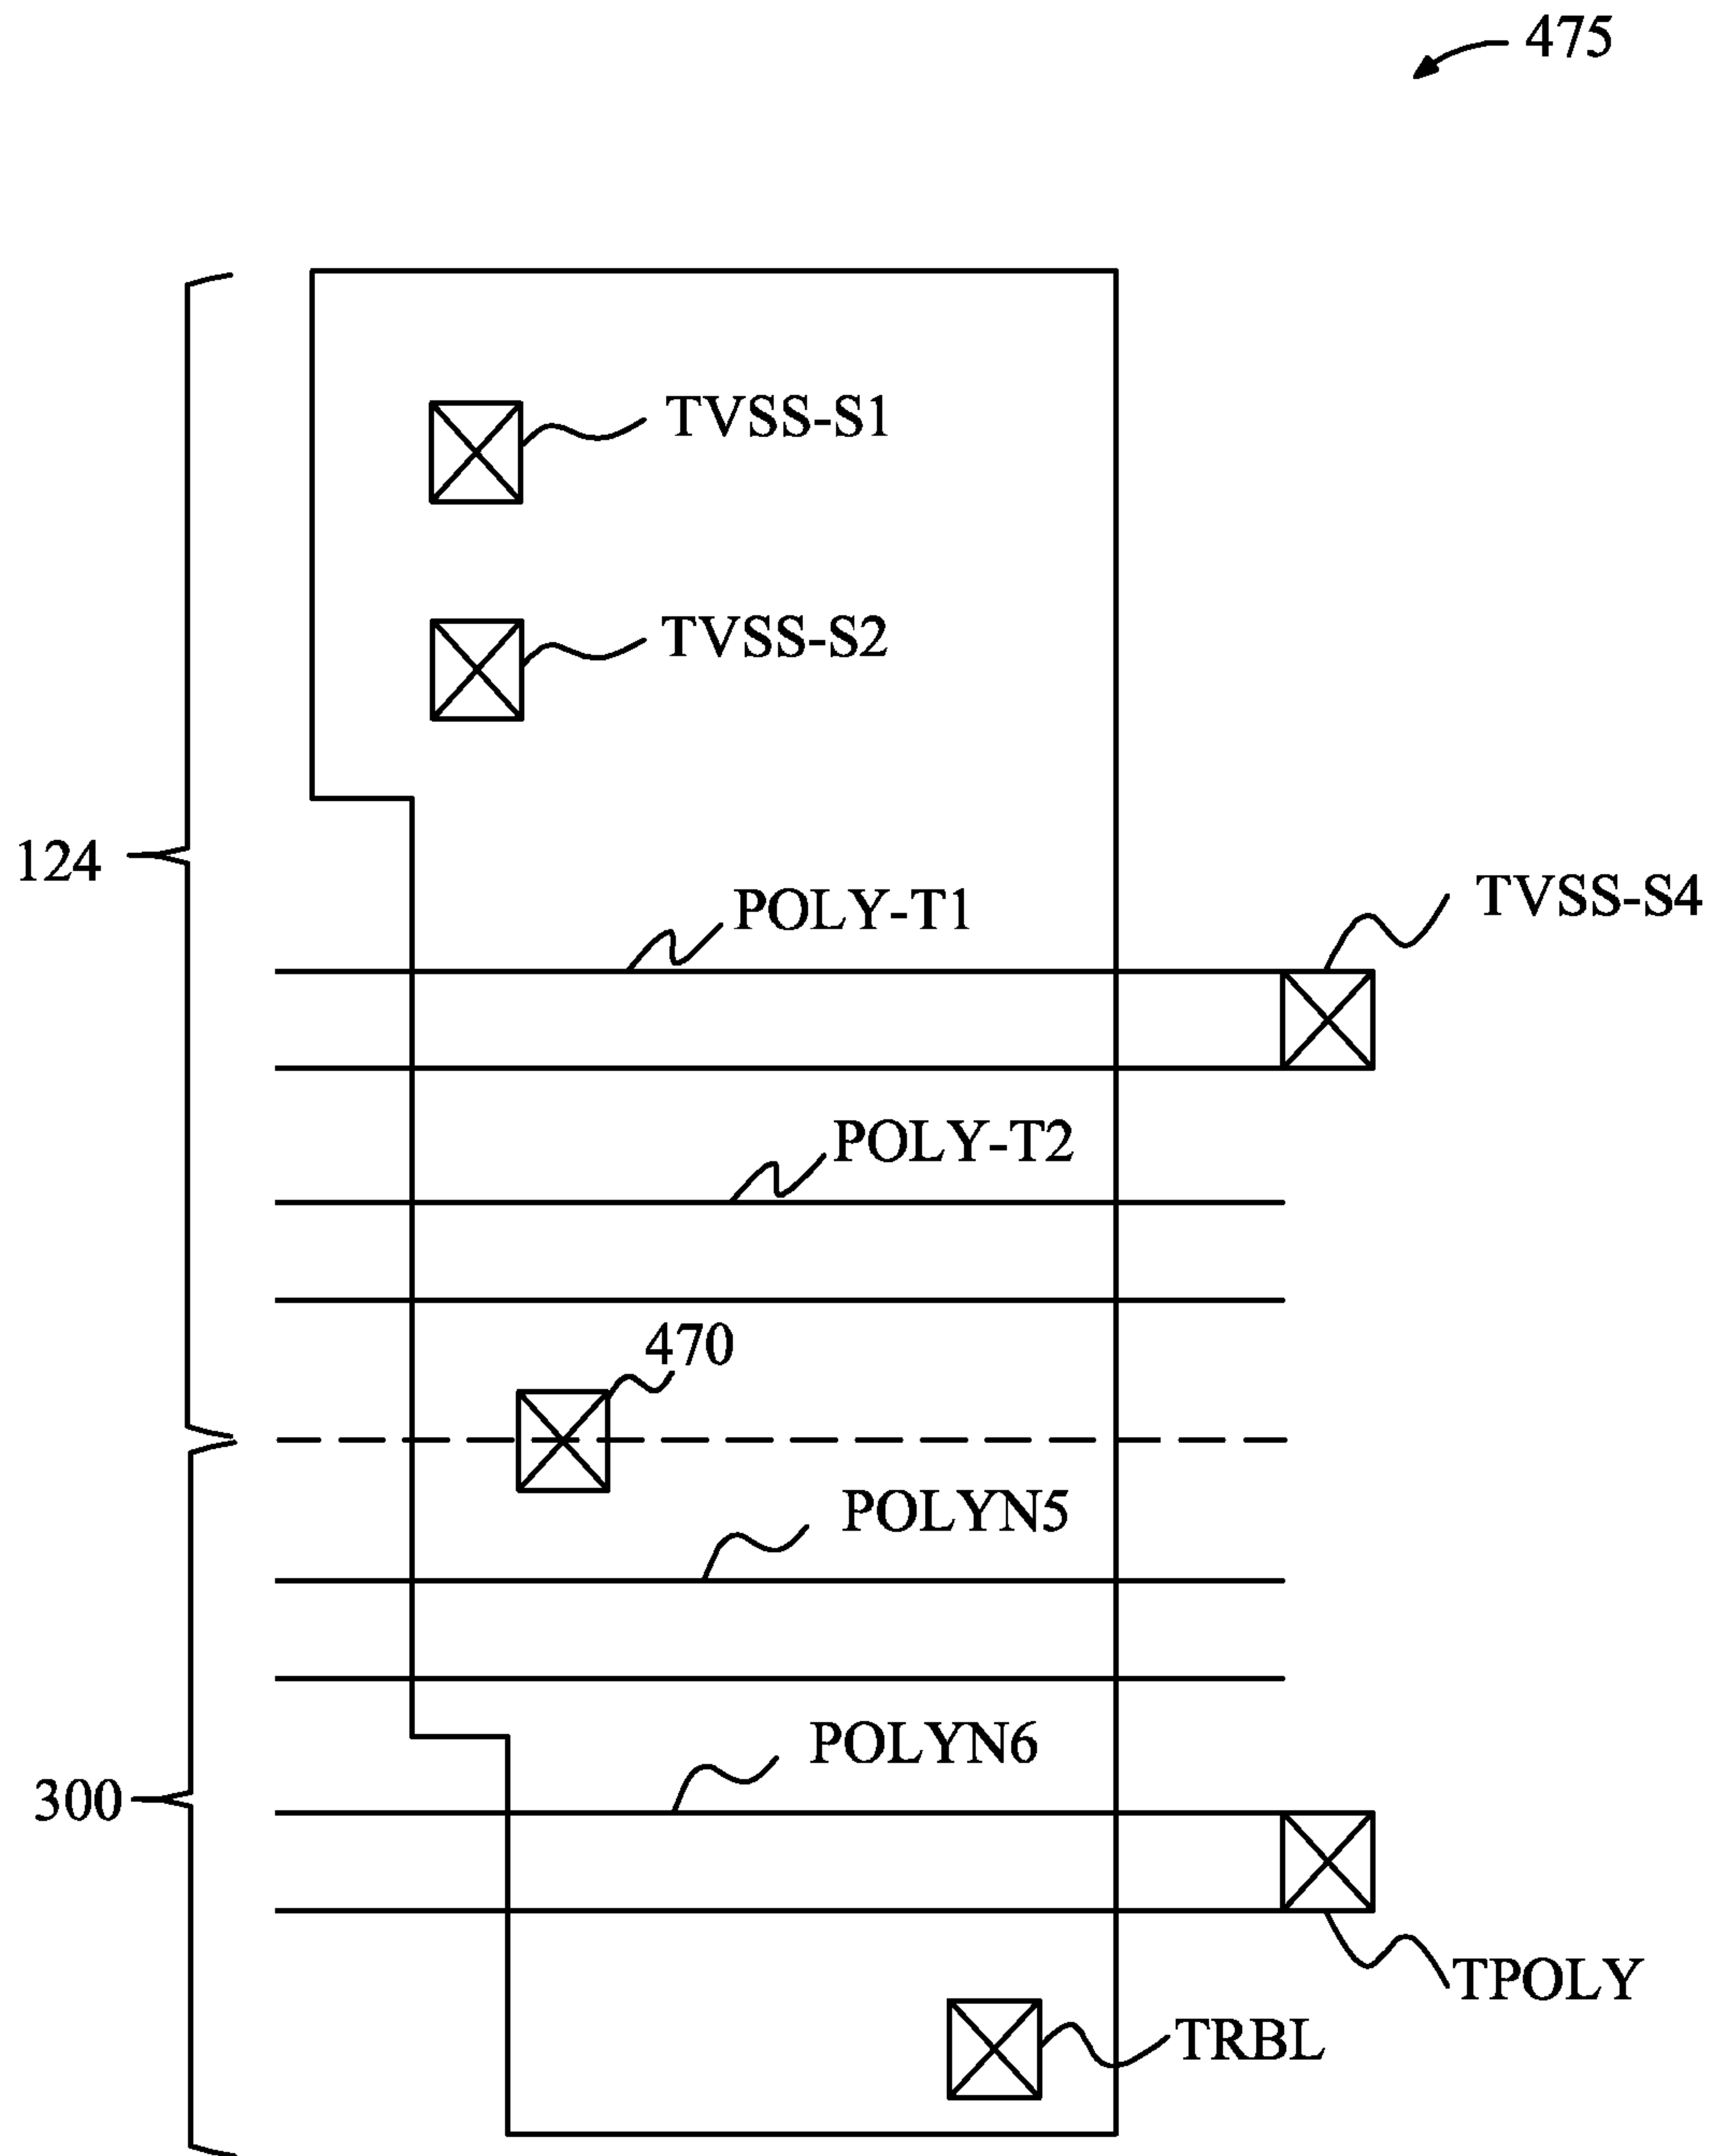 475
TVSS-S1
TVSS-S2
124
POLY-T1
TVSS-S4
POLY-T2
470
POLYN5
POLYN6
300
TPOLY
TRBL